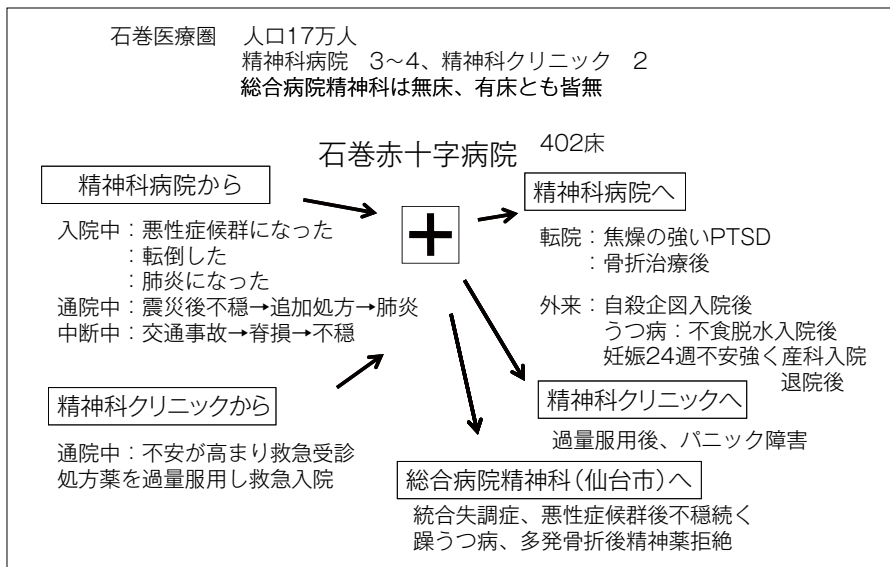 石巻医療圏　人口17万人
精神科病院　3〜4、精神科クリニック　2
総合病院精神科は無床、有床とも皆無
石巻赤十字病院　402床
精神科病院から
入院中：悪性症候群になった
：転倒した
：肺炎になった
通院中：震災後不穏→追加処方→肺炎
中断中：交通事故→脊損→不穏
精神科クリニックから
通院中：不安が高まり救急受診
処方薬を過量服用し救急入院
精神科病院へ
転院：焦燥の強いPTSD
：骨折治療後
外来：自殺企図入院後
うつ病：不食脱水入院後
妊娠24週不安強く産科入院
退院後
精神科クリニックへ
過量服用後、パニック障害
総合病院精神科（仙台市）へ
統合失調症、悪性症候群後不穏続く
躁うつ病、多発骨折後精神薬拒絶